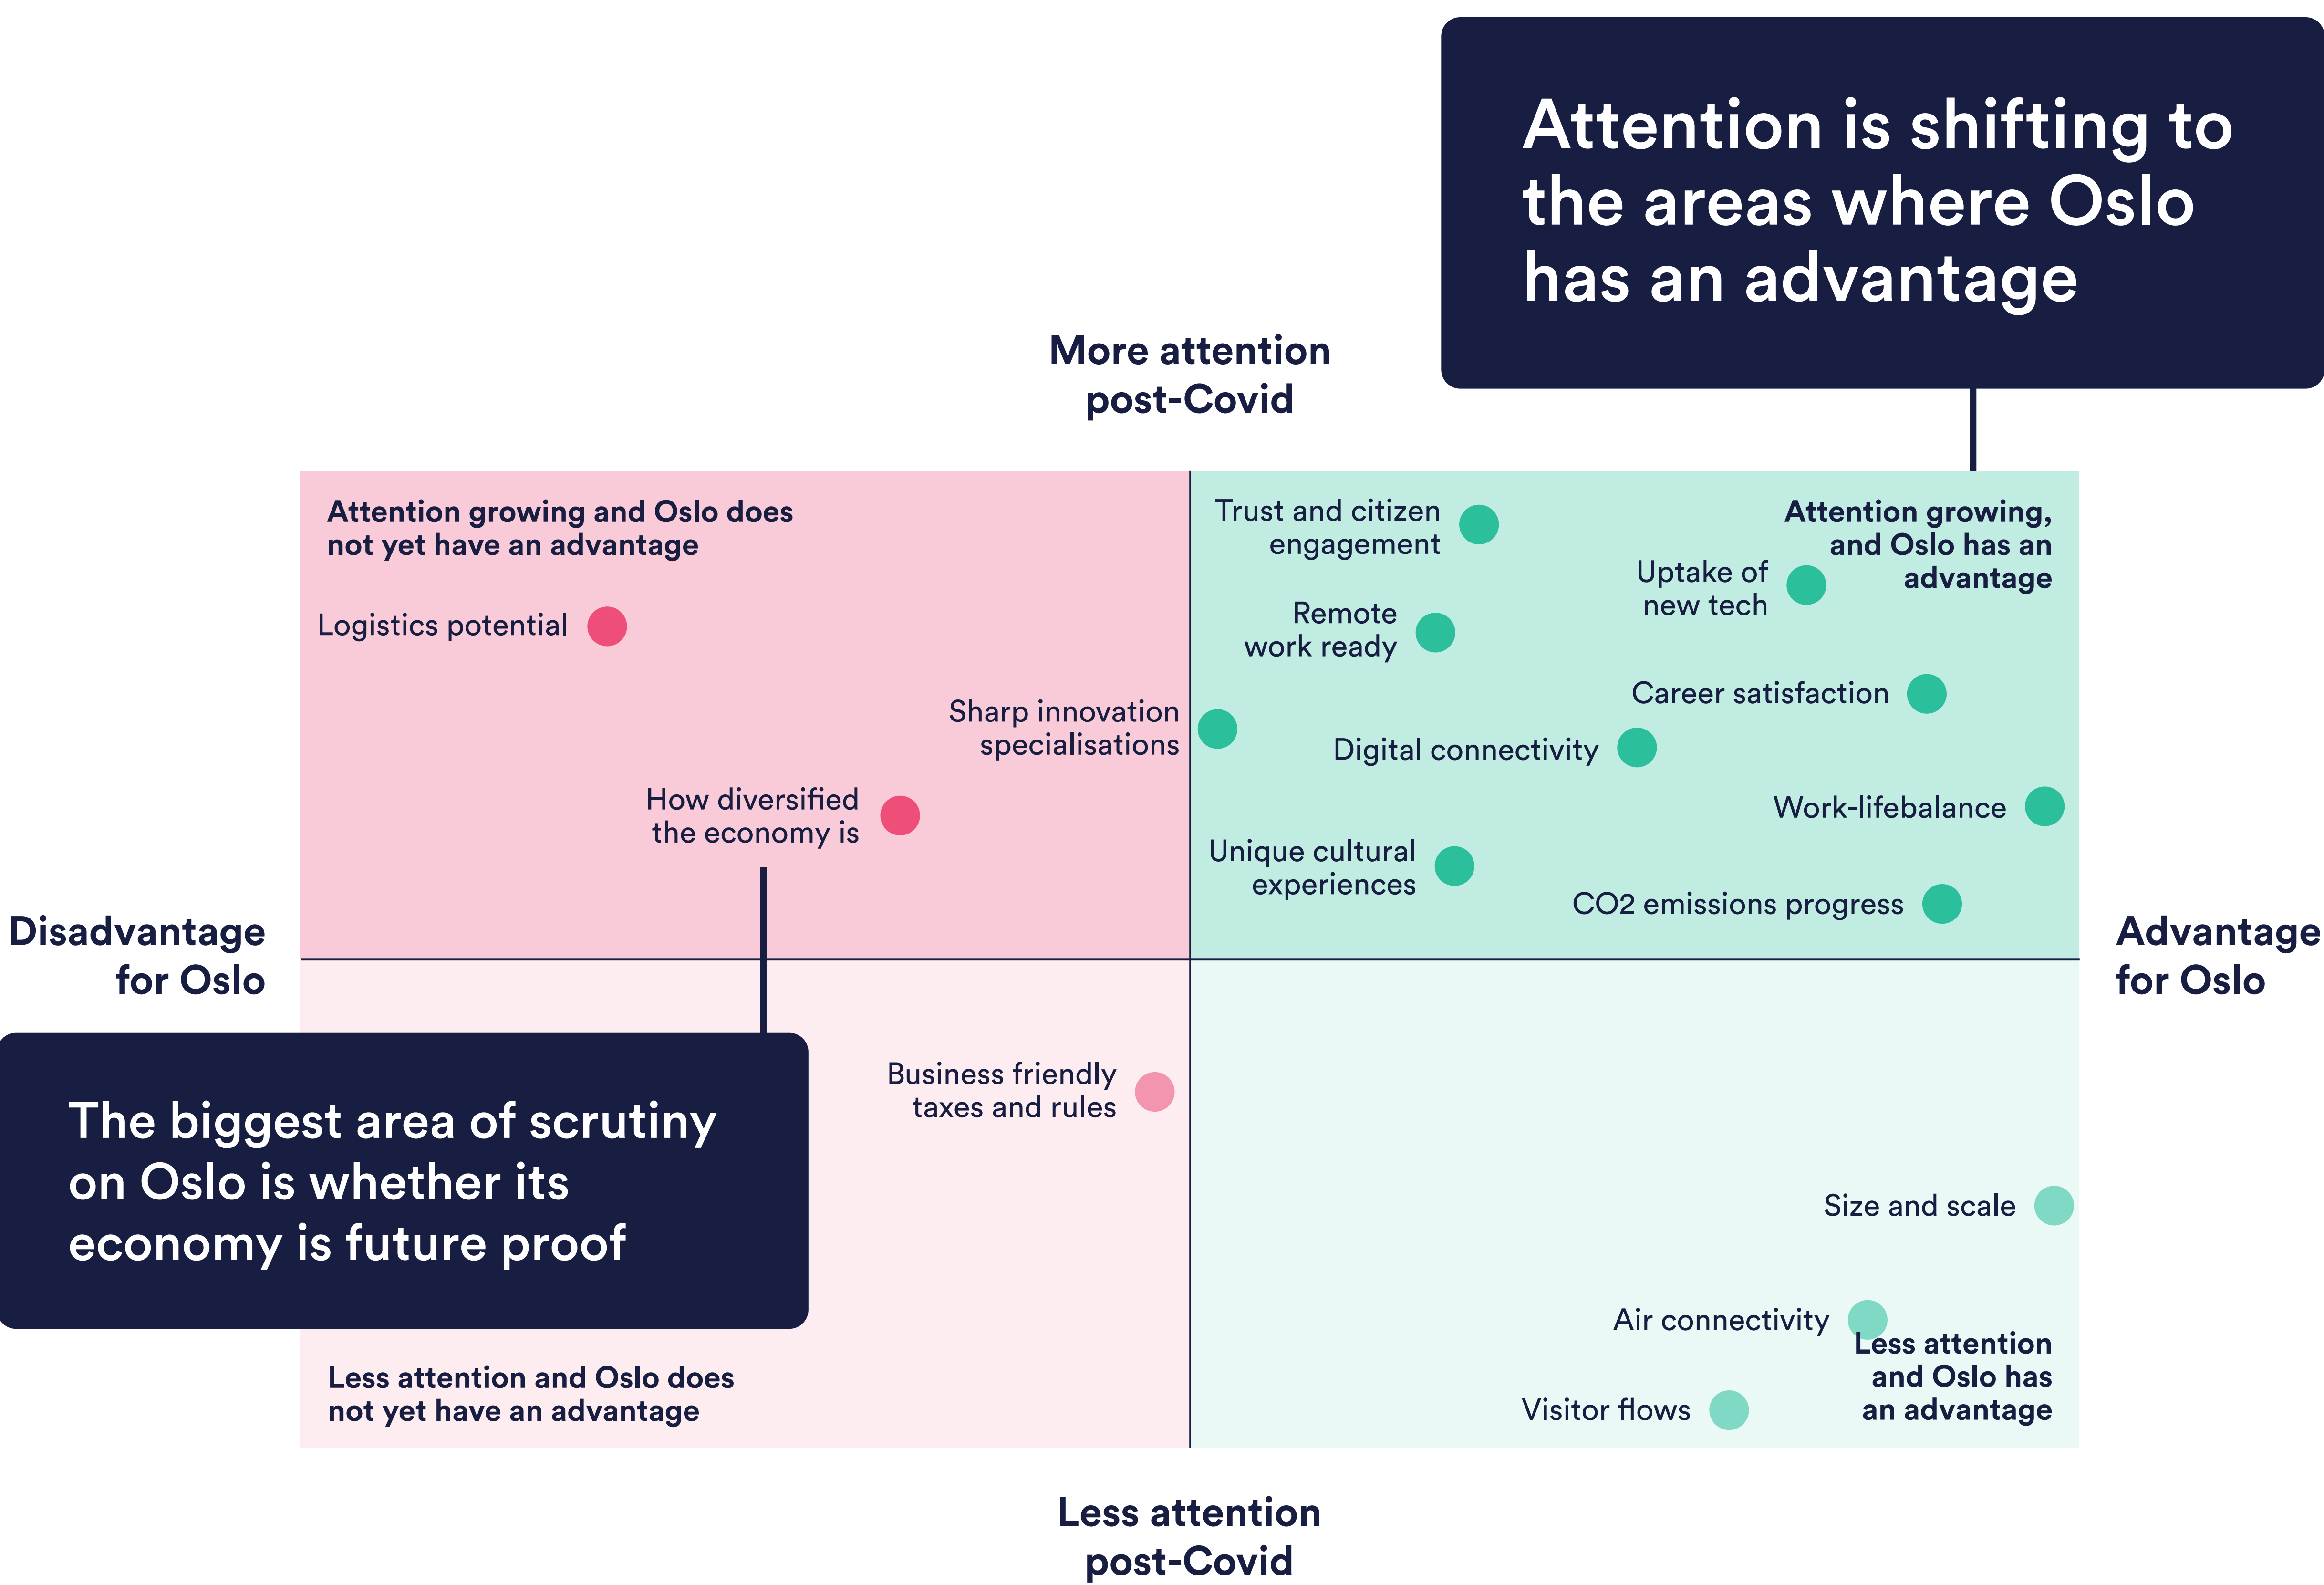 Attention is shifting to
the areas where Oslo
has an advantage
More attention
post-Covid
Attention growing and Oslo does
not yet have an advantage
Logistics potential
Sharp innovation
specialisations
How diversified
the economy is
Trust and citizen
engagement
Attention growing,
and Oslo has an
advantage
Uptake of
new tech
Remote
work ready
Career satisfaction
Digital connectivity
Work-lifebalance
Unique cultural
experiences
CO2 emissions progress
Disadvantage
for Oslo
Advantage
for Oslo
The biggest area of scrutiny
on Oslo is whether its
economy is future proof
Business friendly
taxes and rules
Less attention and Oslo does
not yet have an advantage
Size and scale
Air connectivity
Less attention
and Oslo has
an advantage
Visitor flows
Less attention
post-Covid